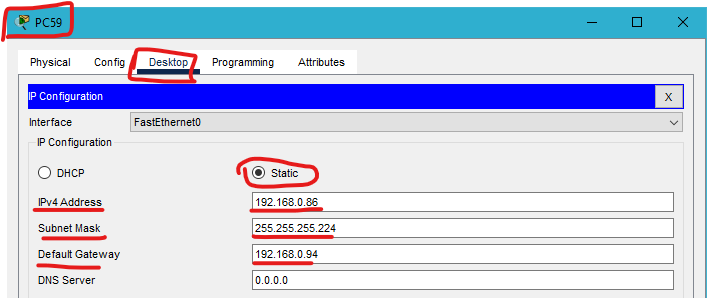 PC59
Physical Config Desktop Programming Attributes
IP Configuration X
Interface FastEthernet0
IP Configuration
DHCP Static
IPv4 Address 192.168.0.86
Subnet Mask 255.255.255.224
Default Gateway 192.168.0.94
DNS Server 0.0.0.0